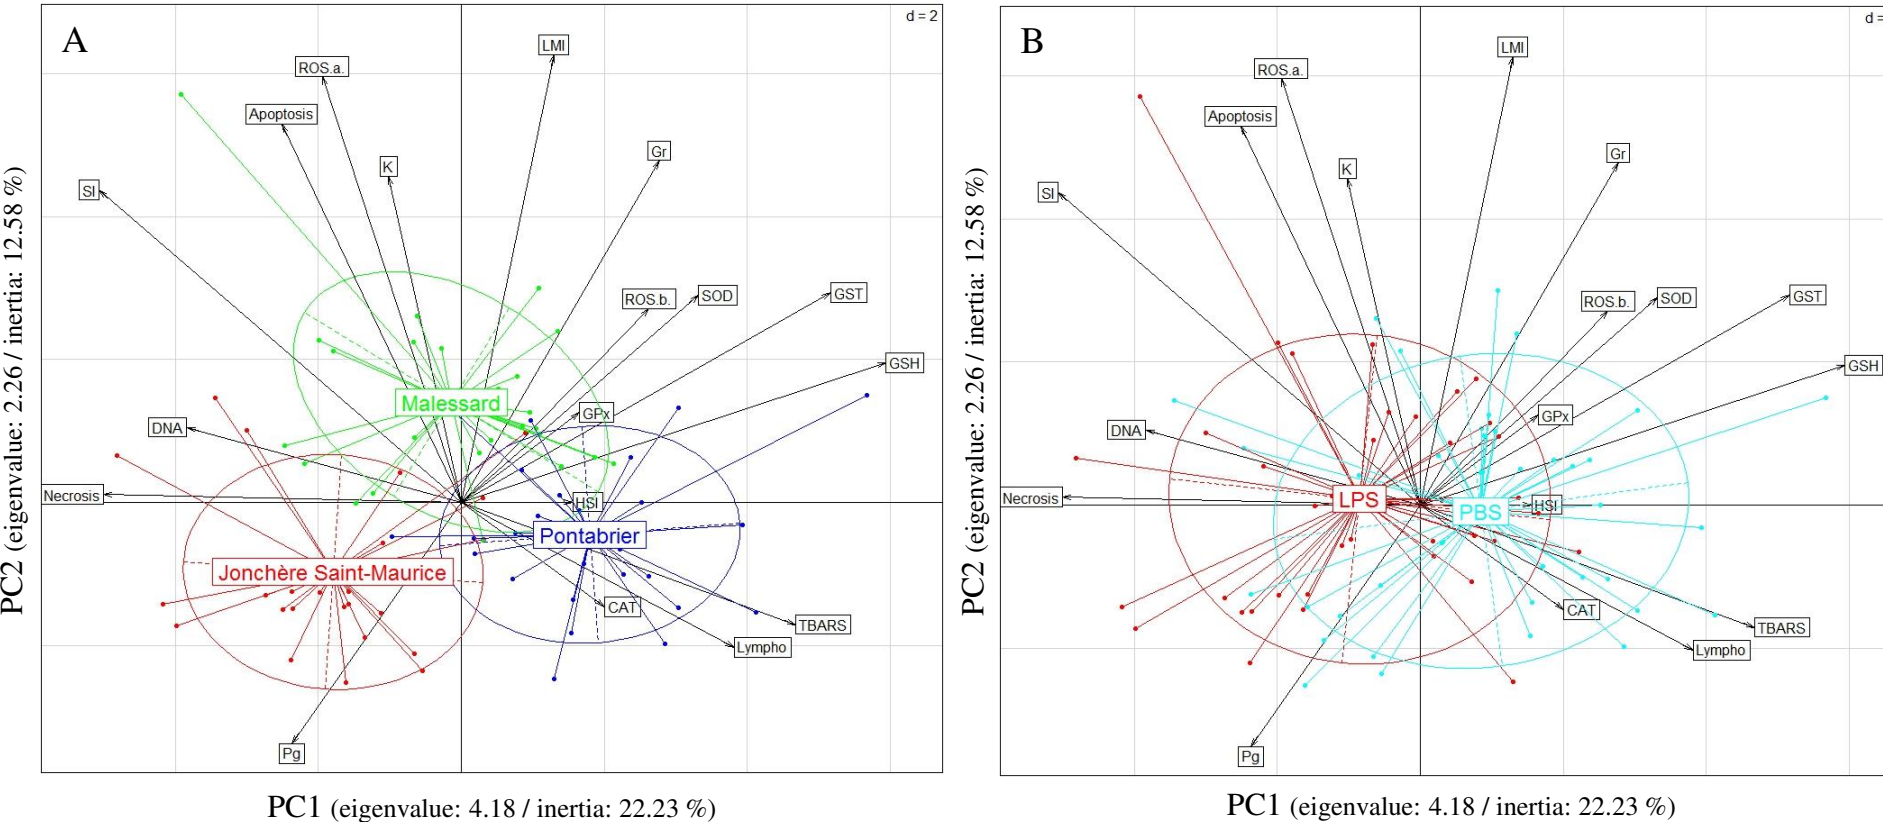 A
d = 2
LMI
ROS.a.
Apoptosis
K
Gr
SI
ROS.b.
SOD
GST
GSH
Malessard
GPx
DNA
Necrosis
HSI
Pontabrier
Jonchère Saint-Maurice
CAT
TBARS
Lympho
Pg
PC2 (eigenvalue: 2.26 / inertia: 12.58 %)
PC1 (eigenvalue: 4.18 / inertia: 22.23 %)
B
d =
LMI
ROS.a.
Apoptosis
K
Gr
SI
ROS.b.
SOD
GST
GSH
GPx
DNA
Necrosis
LPS
HSI
PBS
CAT
TBARS
Lympho
Pg
PC2 (eigenvalue: 2.26 / inertia: 12.58 %)
PC1 (eigenvalue: 4.18 / inertia: 22.23 %)